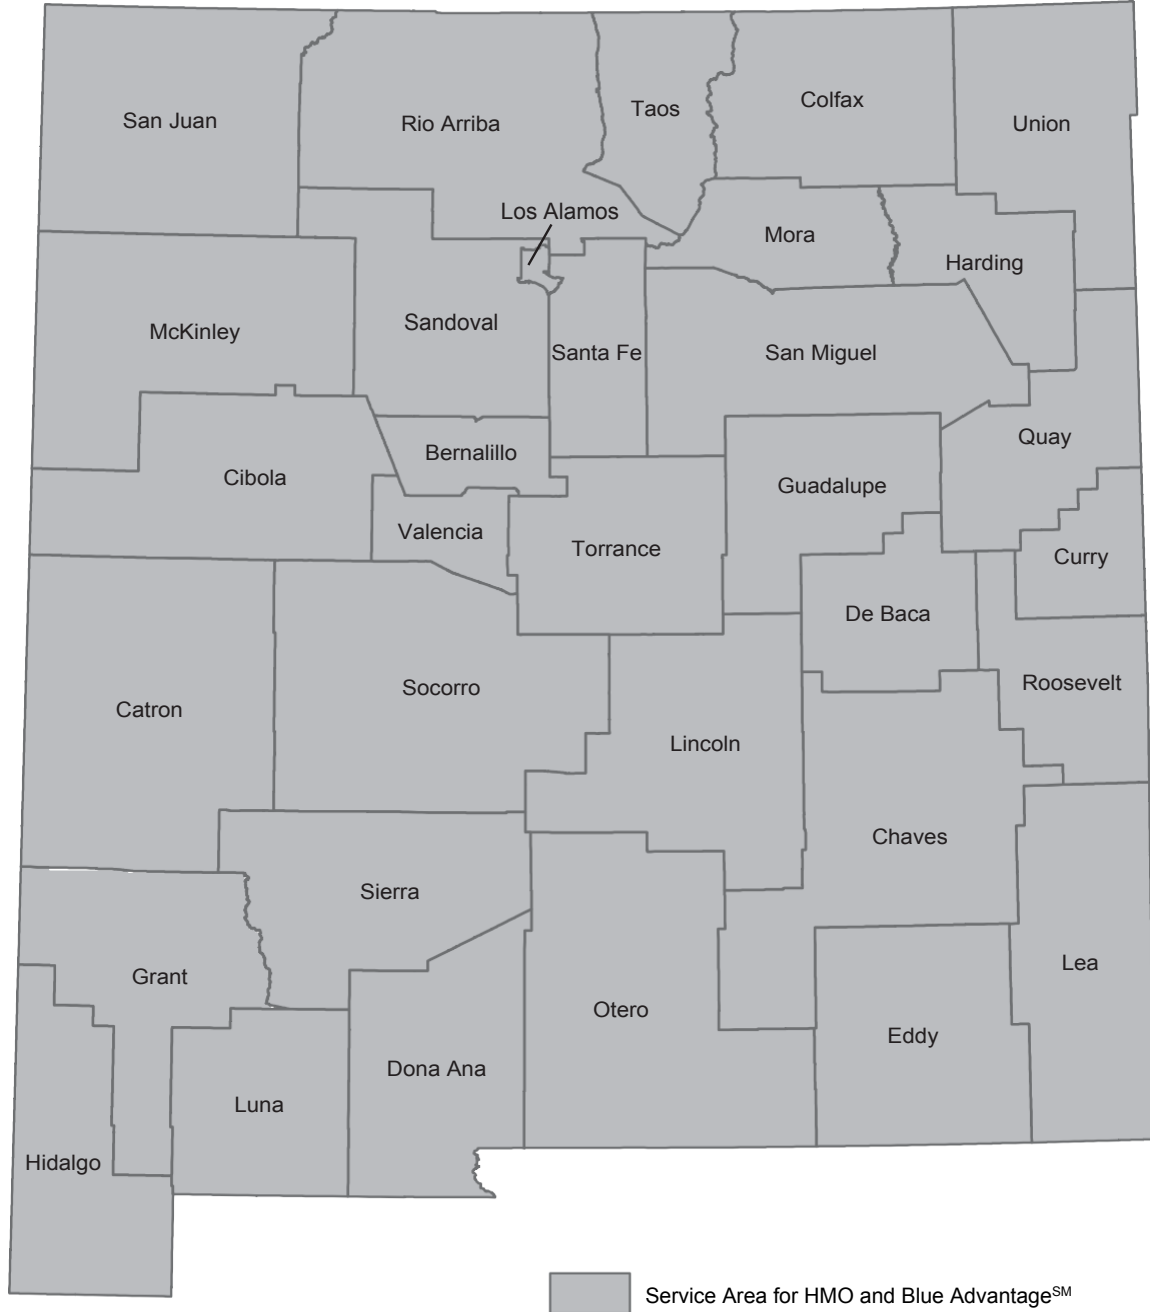 Colfax
Taos
San Juan
Rio Arriba
Union
Los Alamos
Mora
Harding
Sandoval
McKinley
Santa Fe
San Miguel
Quay
Bernalillo
Cibola
Guadalupe
Valencia
Torrance
Curry
De Baca
Roosevelt
Socorro
Catron
Lincoln
Chaves
Sierra
Lea
Grant
Otero
Eddy
Dona Ana
Luna
Hidalgo
Service Area for HMO and Blue Advantage℠